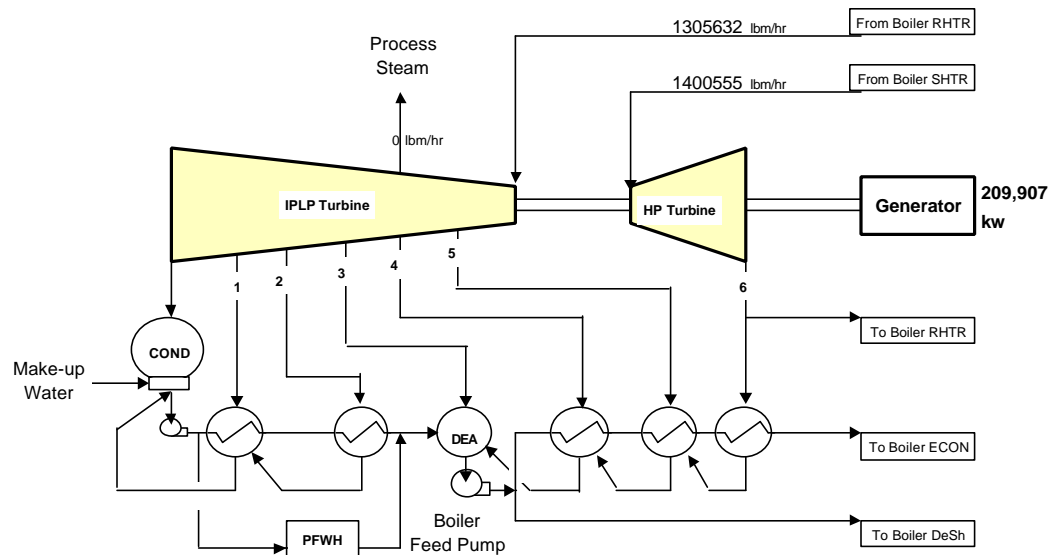 1305632 lbm/hr
From Boiler RHTR
Process
Steam
1400555 lbm/hr
From Boiler SHTR
0 lbm/hr
IPLP Turbine
HP Turbine
Generator
209,907
kw
1
2
3
4
5
6
COND
To Boiler RHTR
Make-up
Water
DEA
To Boiler ECON
Boiler
Feed Pump
PFWH
To Boiler DeSh